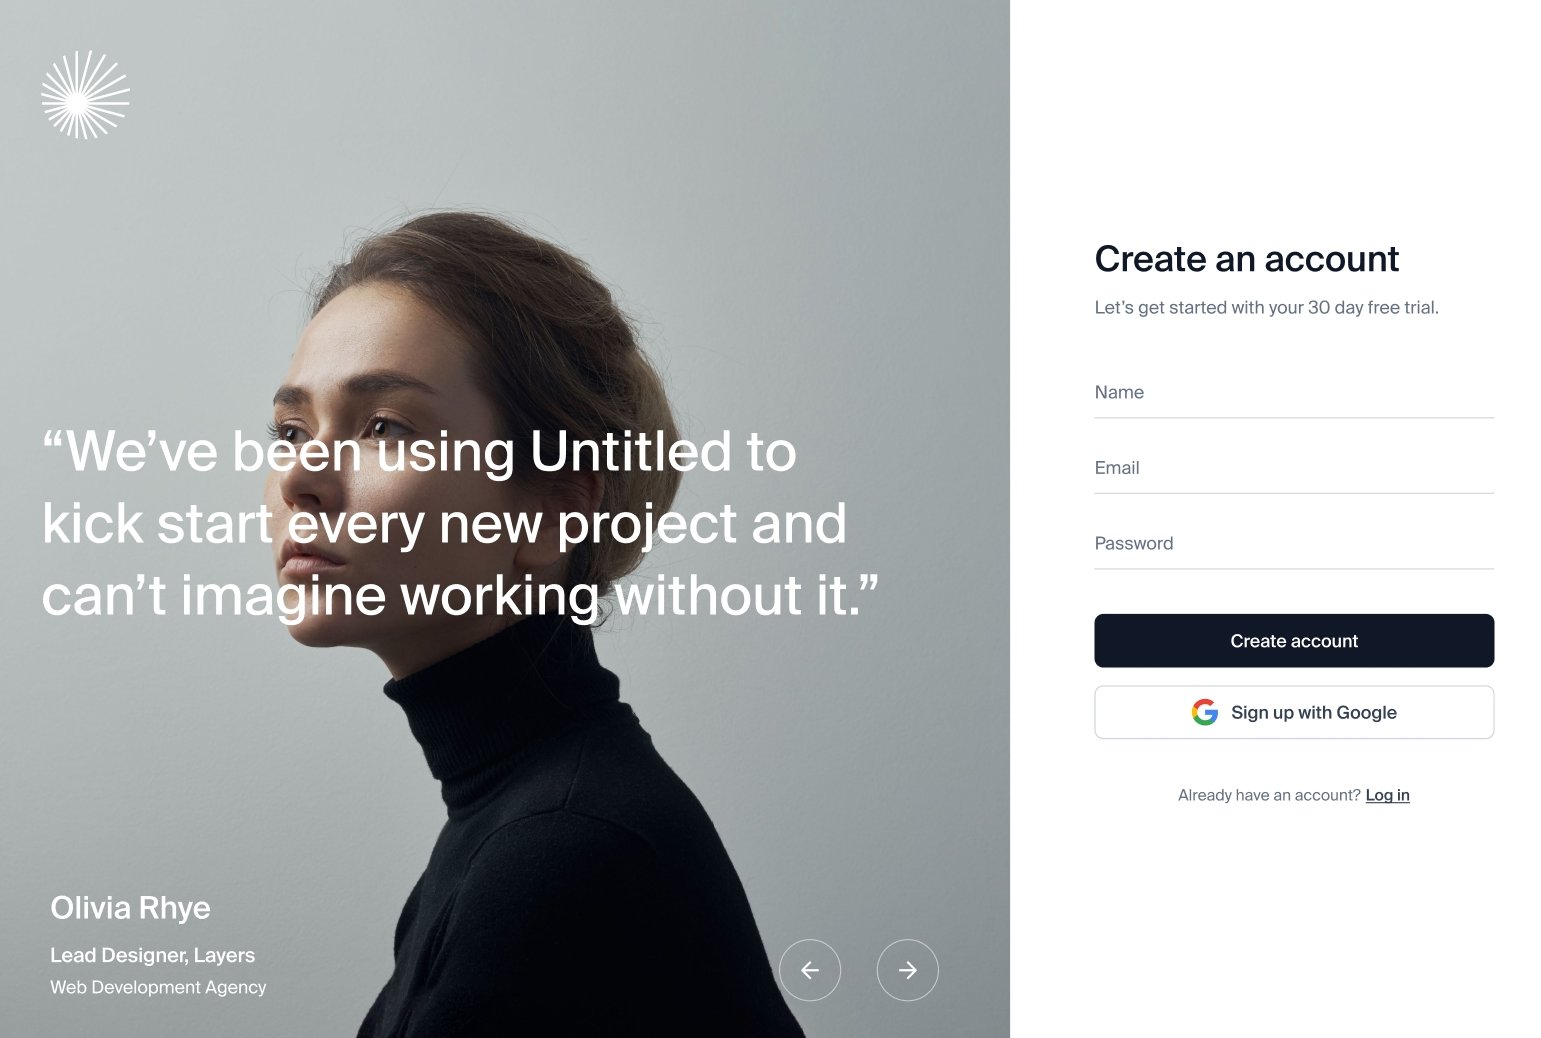 “We’ve been using Untitled to
kick start every new project and
can’t imagine working without it.”
Olivia Rhye
Lead Designer, Layers
Web Development Agency
Create an account
Let’s get started with your 30 day free trial.
Name
Email
Password
Create account
Sign up with Google
Already have an account? Log in